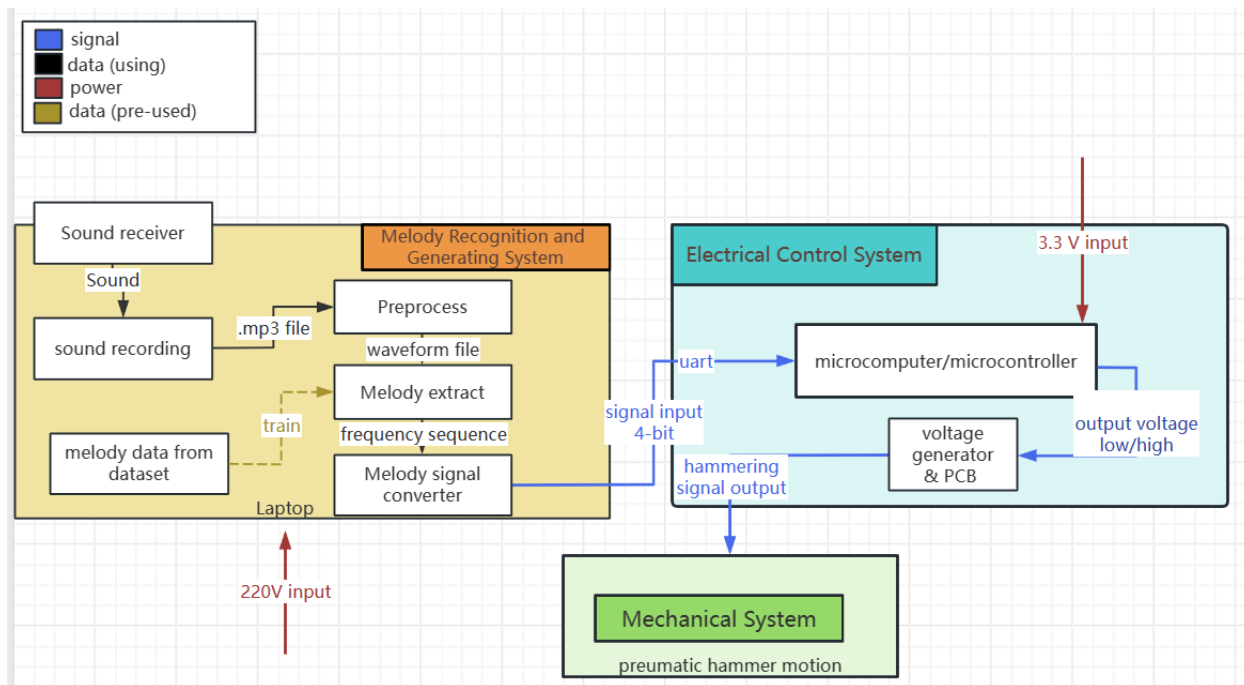 signal
data (using)
power
data (pre-used)
Sound receiver
Melody Recognition and
Generating System
Sound
sound recording
.mp3 file
Preprocess
waveform file
Melody extract
train
frequency sequence
melody data from
dataset
Melody signal
converter
Laptop
220V input
Electrical Control System
3.3 V input
uart
microcomputer/microcontroller
signal input
4-bit
output voltage
low/high
voltage
generator
& PCB
hammering
signal output
Mechanical System
preumatic hammer motion